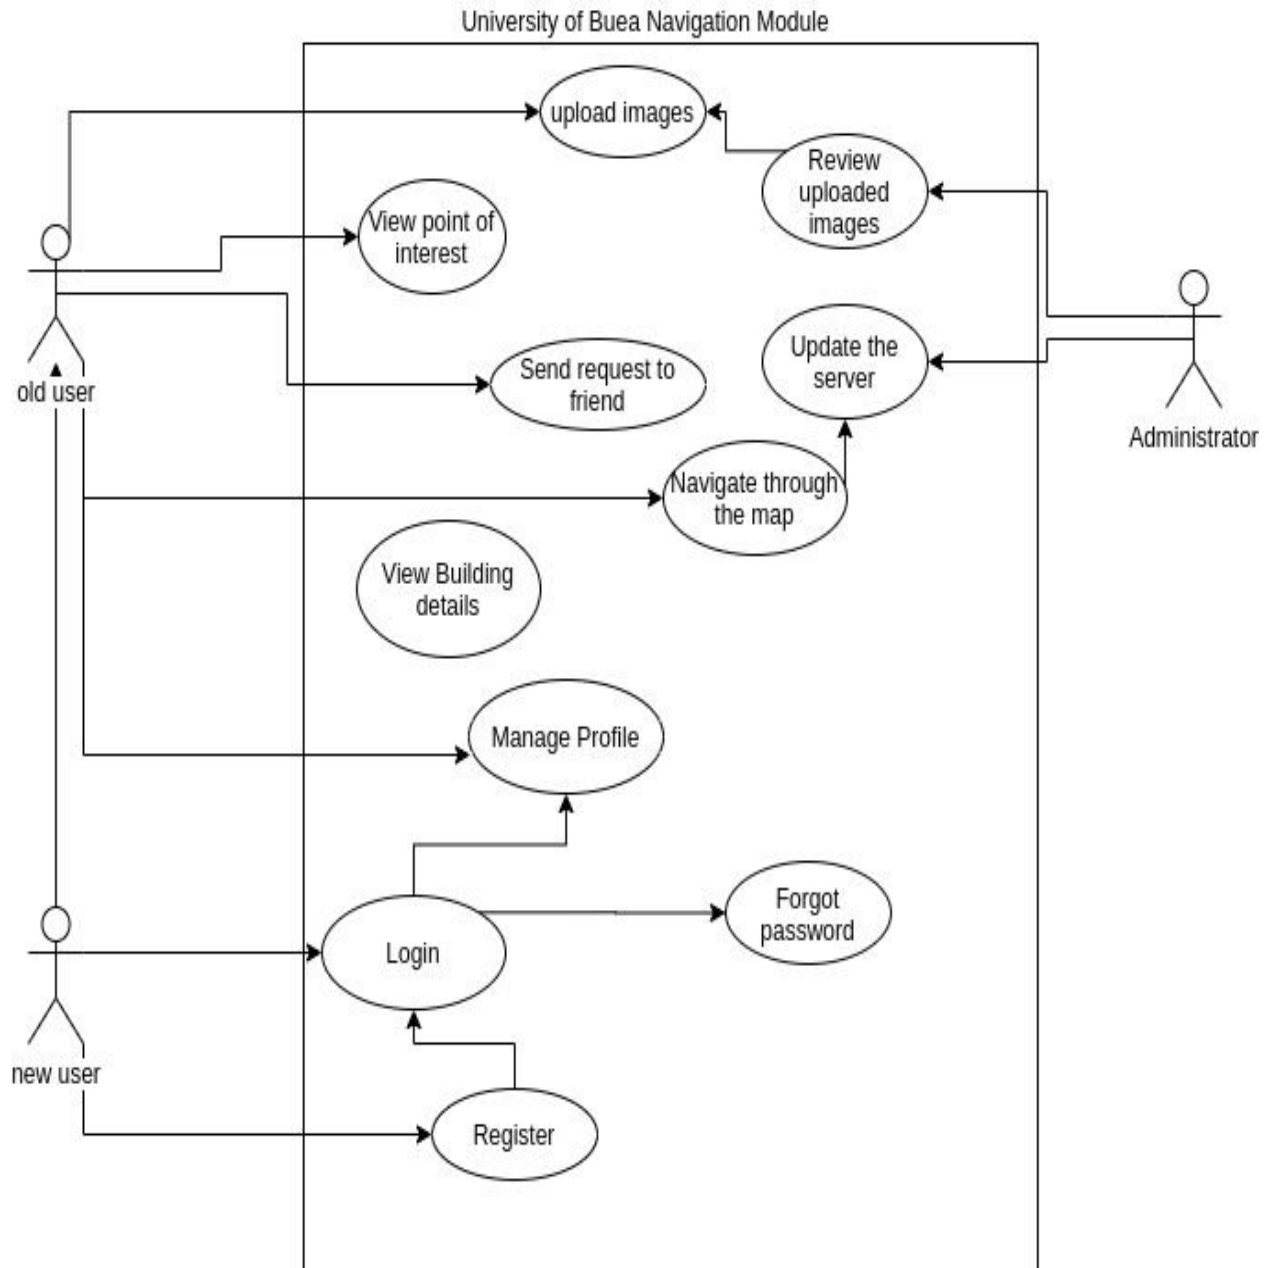 University of Buea Navigation Module
upload images
Review
uploaded
images
View point of
interest
Update the
server
Send request to
friend
old user
Administrator
Navigate through
the map
View Building
details
Manage Profile
Forgot
password
Login
new user
Register